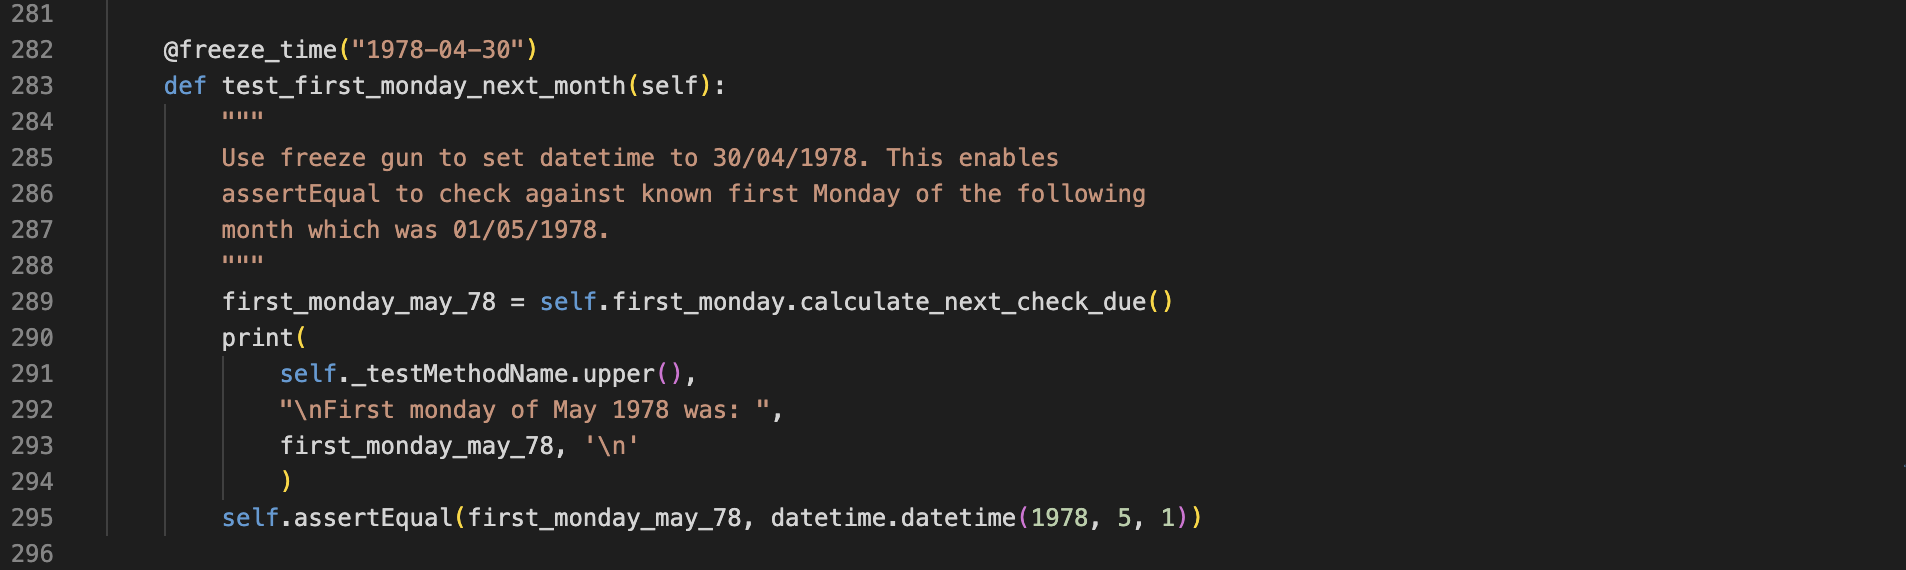 281
282 @freeze_time("1978-04-30")
283 def test_first_monday_next_month(self):
284 """
285 Use freeze gun to set datetime to 30/04/1978. This enables
286 assertEqual to check against known first Monday of the following
287 month which was 01/05/1978.
288 """
289 first_monday_may_78 = self.first_monday.calculate_next_check_due()
290 print(
291 self._testMethodName.upper(),
292 "\nFirst monday of May 1978 was: ",
293 first_monday_may_78, '\n'
294 )
295 self.assertEqual(first_monday_may_78, datetime.datetime(1978, 5, 1))
296